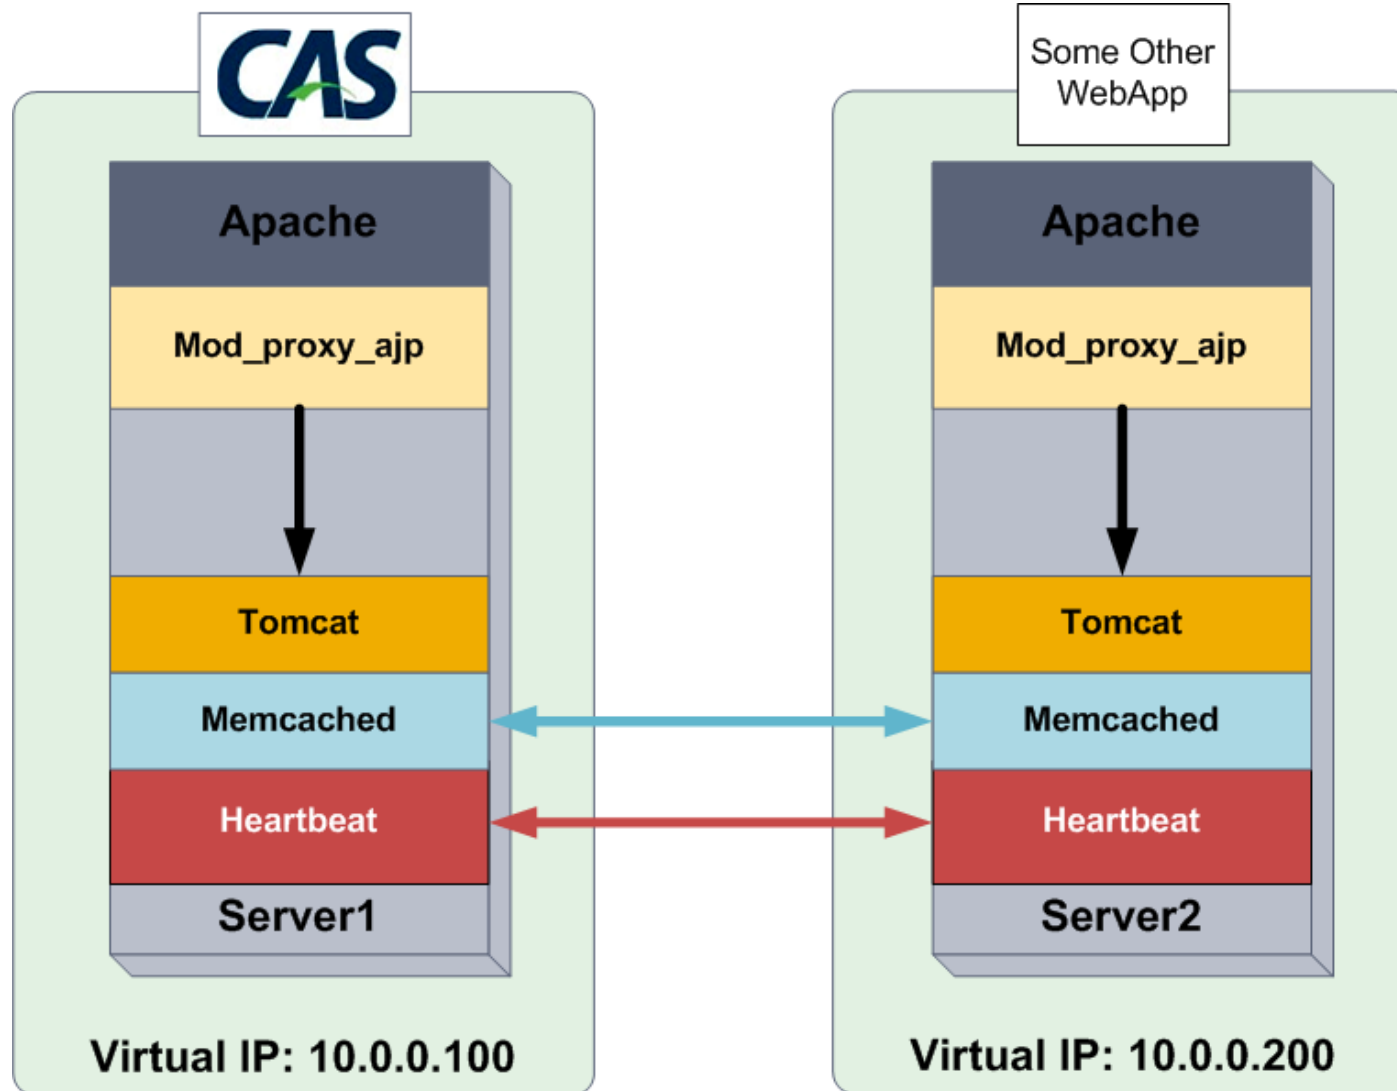 CAS
Apache
Mod_proxy_ajp
Tomcat
Memcached
Heartbeat
Server1
Virtual IP: 10.0.0.100
Some Other
WebApp
Apache
Mod_proxy_ajp
Tomcat
Memcached
Heartbeat
Server2
Virtual IP: 10.0.0.200